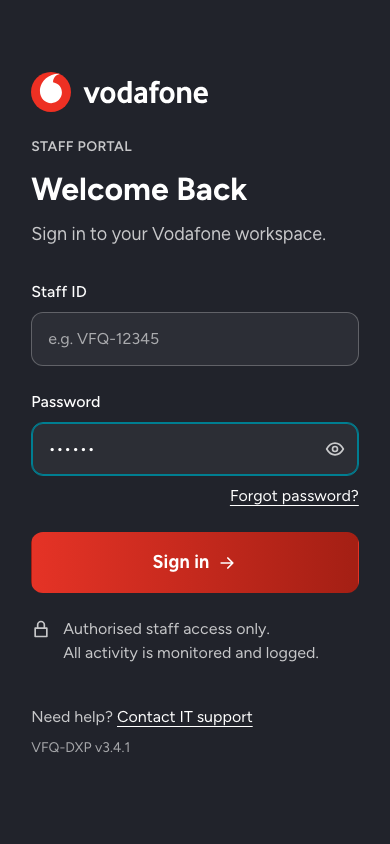 vodafone
STAFF PORTAL
Welcome Back
Sign in to your Vodafone workspace.
Staff ID
e.g. VFQ-12345
Password
••••••
Forgot password?
Sign in →
Authorised staff access only.
All activity is monitored and logged.
Need help? Contact IT support
VFQ-DXP v3.4.1